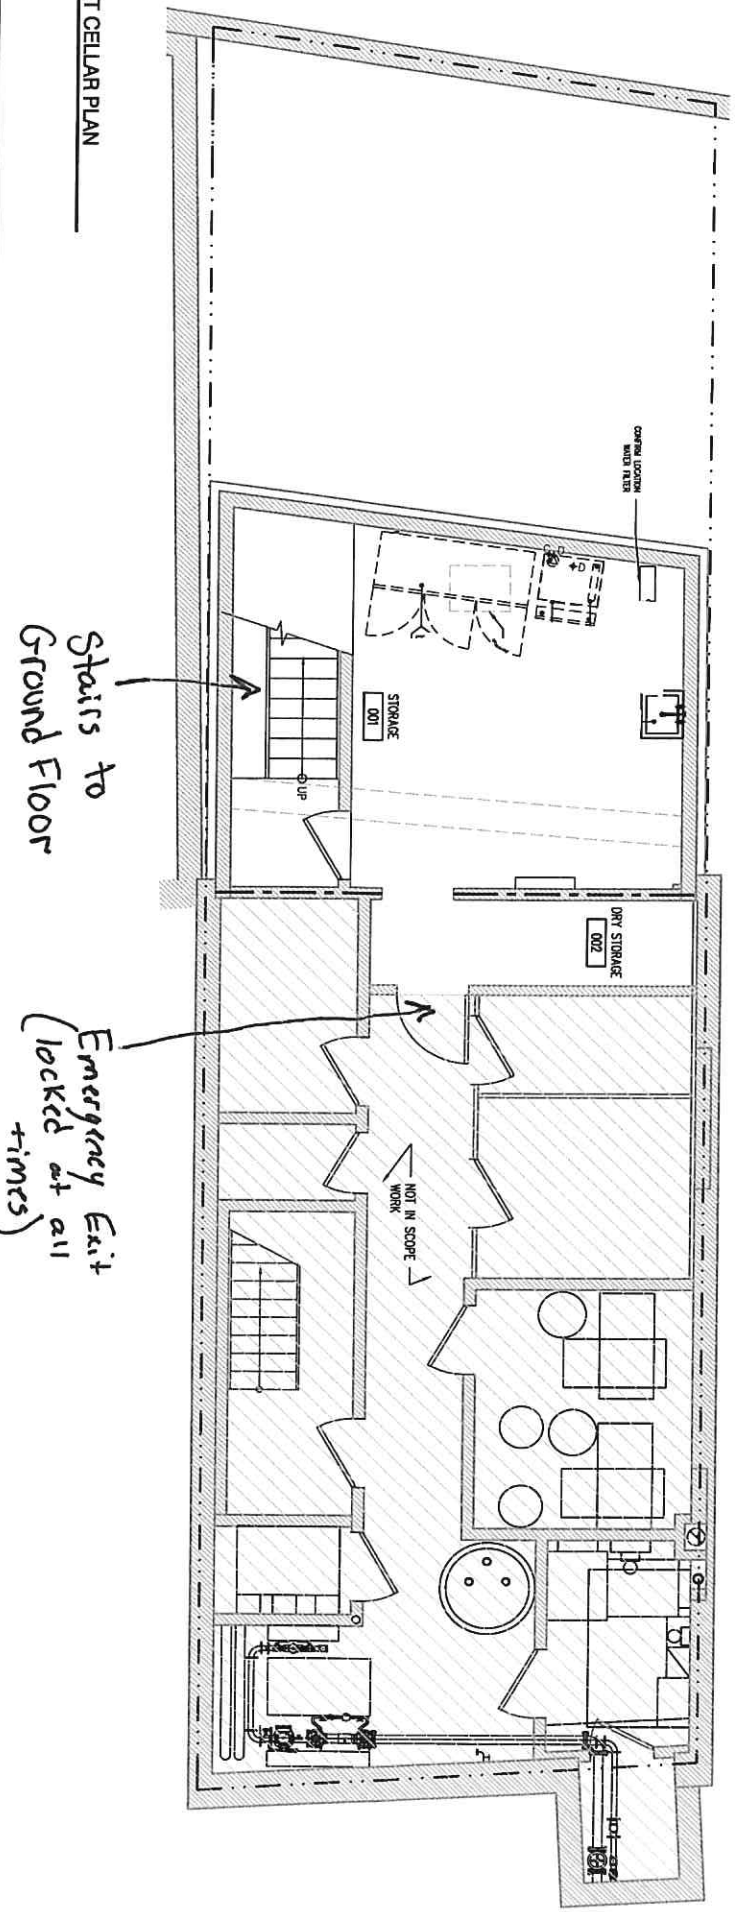 T CELLAR PLAN
CONFIRM LOCATION
WATER FILTER
D
STORAGE
001
UP
Stairs to
Ground Floor
DRY STORAGE
002
Emergency Exit
(locked at all
times)
NOT IN SCOPE
WORK